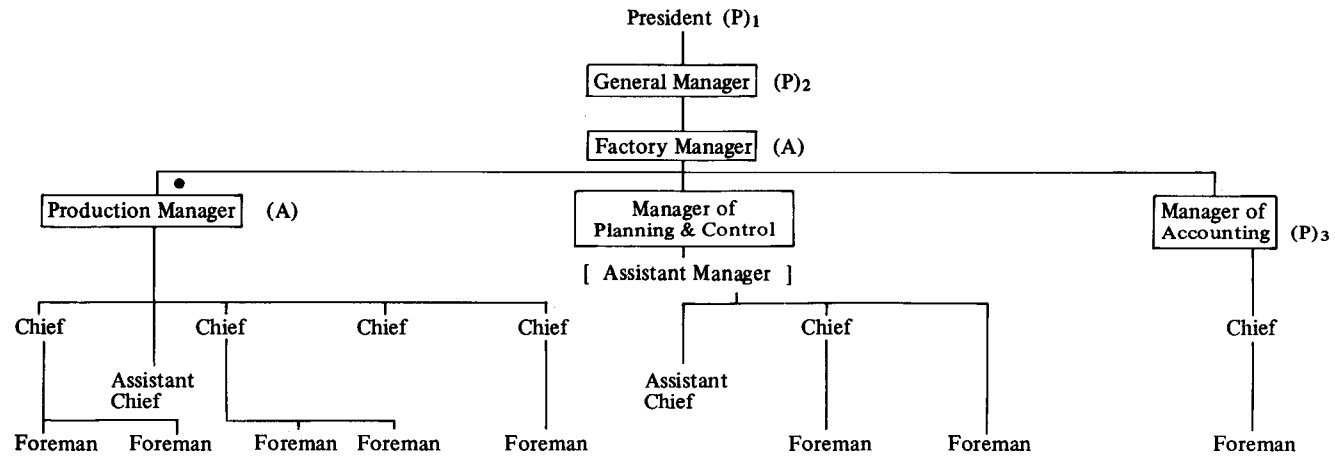 President (P)1
General Manager (P)2
Factory Manager (A)
Production Manager (A)
Manager of
Planning & Control
Manager of
Accounting (P)3
[ Assistant Manager ]
Chief Chief Chief Chief Chief Chief
Assistant
Chief
Assistant
Chief
Foreman Foreman Foreman Foreman Foreman Foreman Foreman Foreman